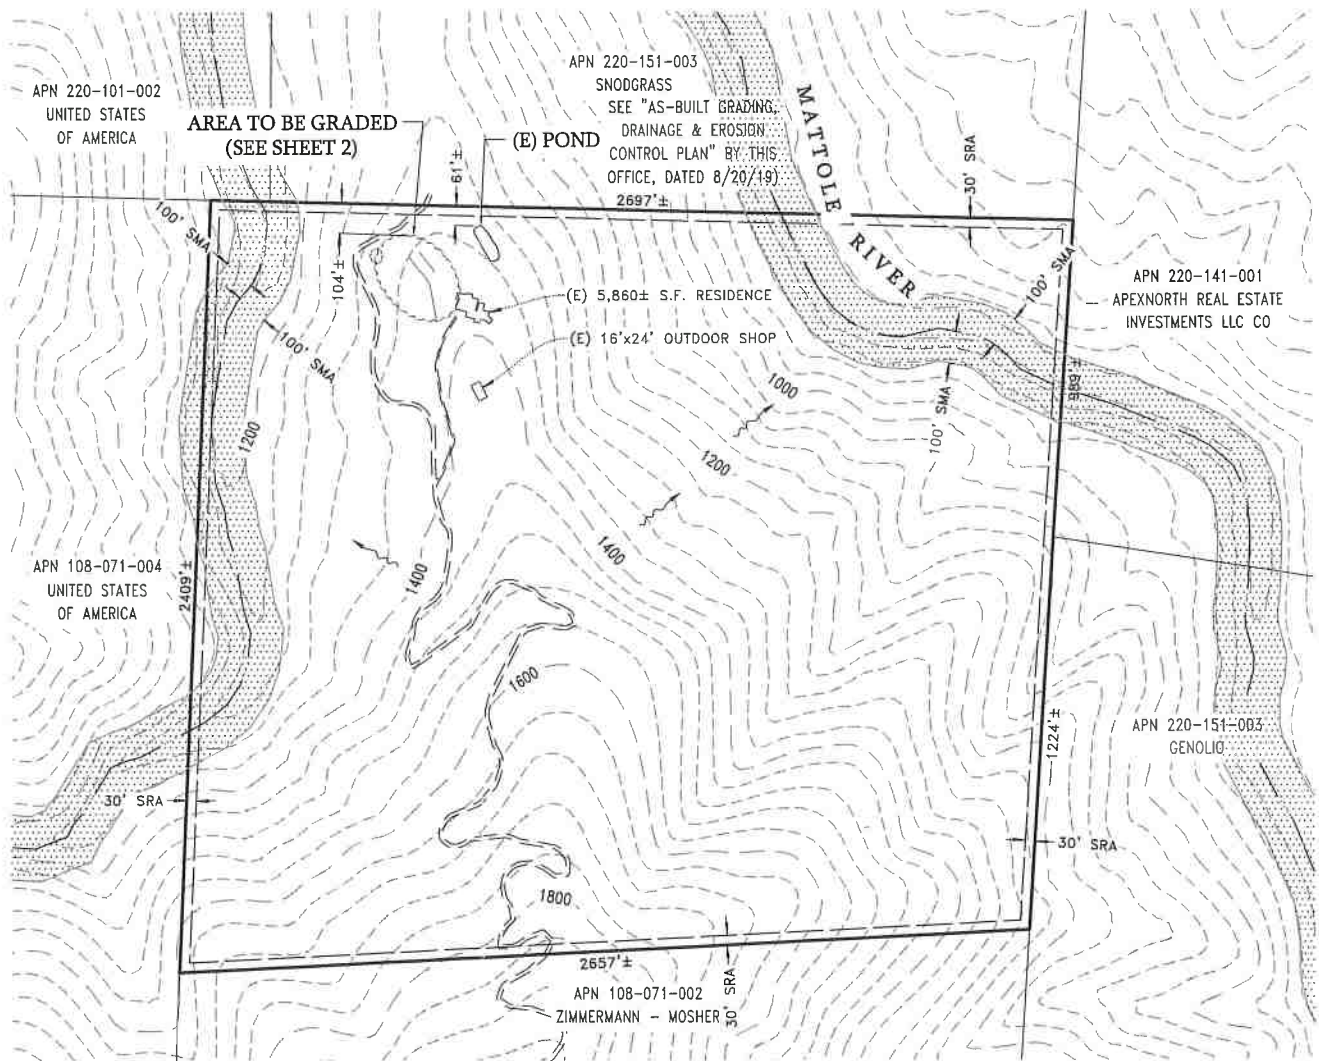 APN 220-101-002
UNITED STATES
OF AMERICA
AREA TO BE GRADED
(SEE SHEET 2)
(E) POND
APN 220-151-003
SNODGRASS
SEE "AS-BUILT GRADING,
DRAINAGE & EROSION
CONTROL PLAN" BY THIS
OFFICE, DATED 8/20/19)
MATTOLE
RIVER
30' SRA
61'±
2697'±
100' SMA
104'±
(E) 5,860± S.F. RESIDENCE
(E) 16'x24' OUTDOOR SHOP
100' SMA
100' SMA
APN 220-141-001
APEXNORTH REAL ESTATE
INVESTMENTS LLC CO
989'±
100' SMA
1000
1200
1200
1400
1400
APN 108-071-004
UNITED STATES
OF AMERICA
2409'±
1600
APN 220-151-003
GENOLIO
1224'±
30' SRA
30' SRA
1800
2657'±
30' SRA
APN 108-071-002
ZIMMERMANN - MOSHER